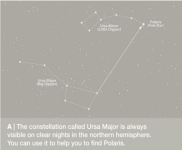 Polaris
(Pole Star)
Ursa Minor
(Little Dipper)
Ursa Major
(Big Dipper)
A | The constellation called Ursa Major is always
visible on clear nights in the northern hemisphere.
You can use it to help you to find Polaris.